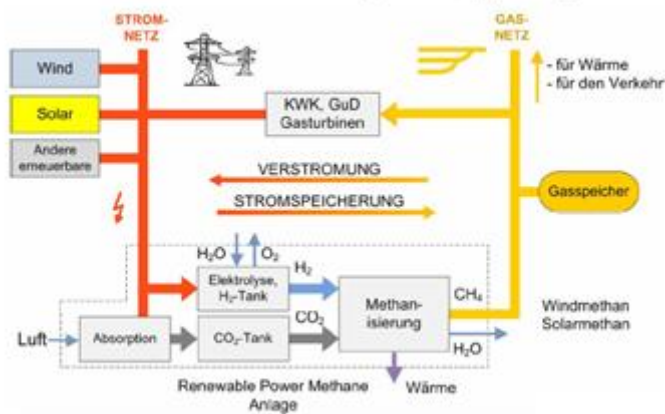 STROM-
NETZ
GAS-
NETZ
Wind
Solar
Andere
erneuerbare
KWK, GuD
Gasturbinen
- für Wärme
- für den Verkehr
VERSTROMUNG
STROMSPEICHERUNG
Gasspeicher
H₂O
O₂
Elektrolyse,
H₂-Tank
H₂
Methan-
isierung
CH₄
Windmethan
Solarmethan
Luft
Absorption
CO₂-Tank
CO₂
H₂O
Renewable Power Methane
Anlage
Wärme